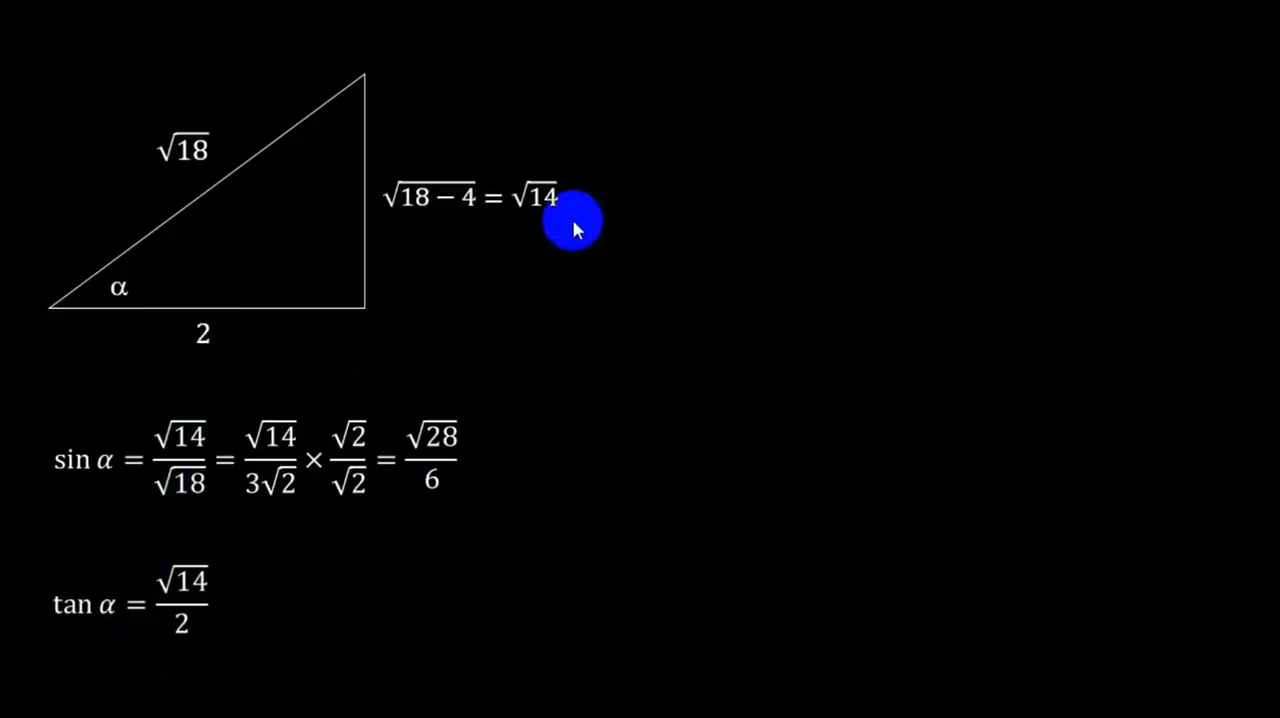 √18
√18 − 4 = √14
α
2
sin α = √14/√18 = √14/3√2 × √2/√2 = √28/6
tan α = √14/2